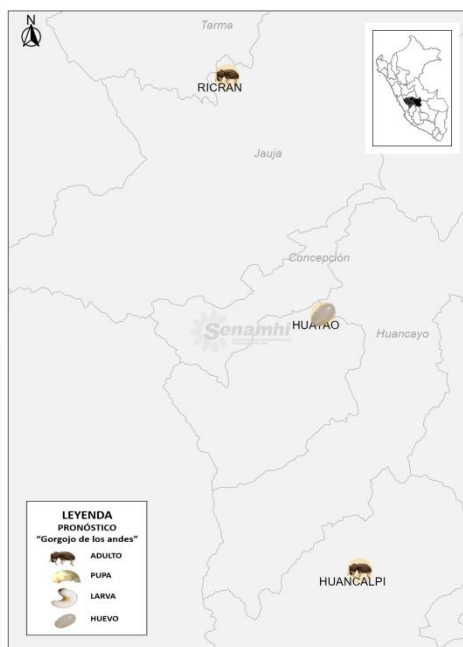 N
Tarma
RICRAN
Jauja
Concepción
Senamhi
HUAYAO
Huancayo
LEYENDA
PRONÓSTICO
"Gorgojo de los andes"
ADULTO
PUPA
LARVA
HUEVO
HUANCALPI